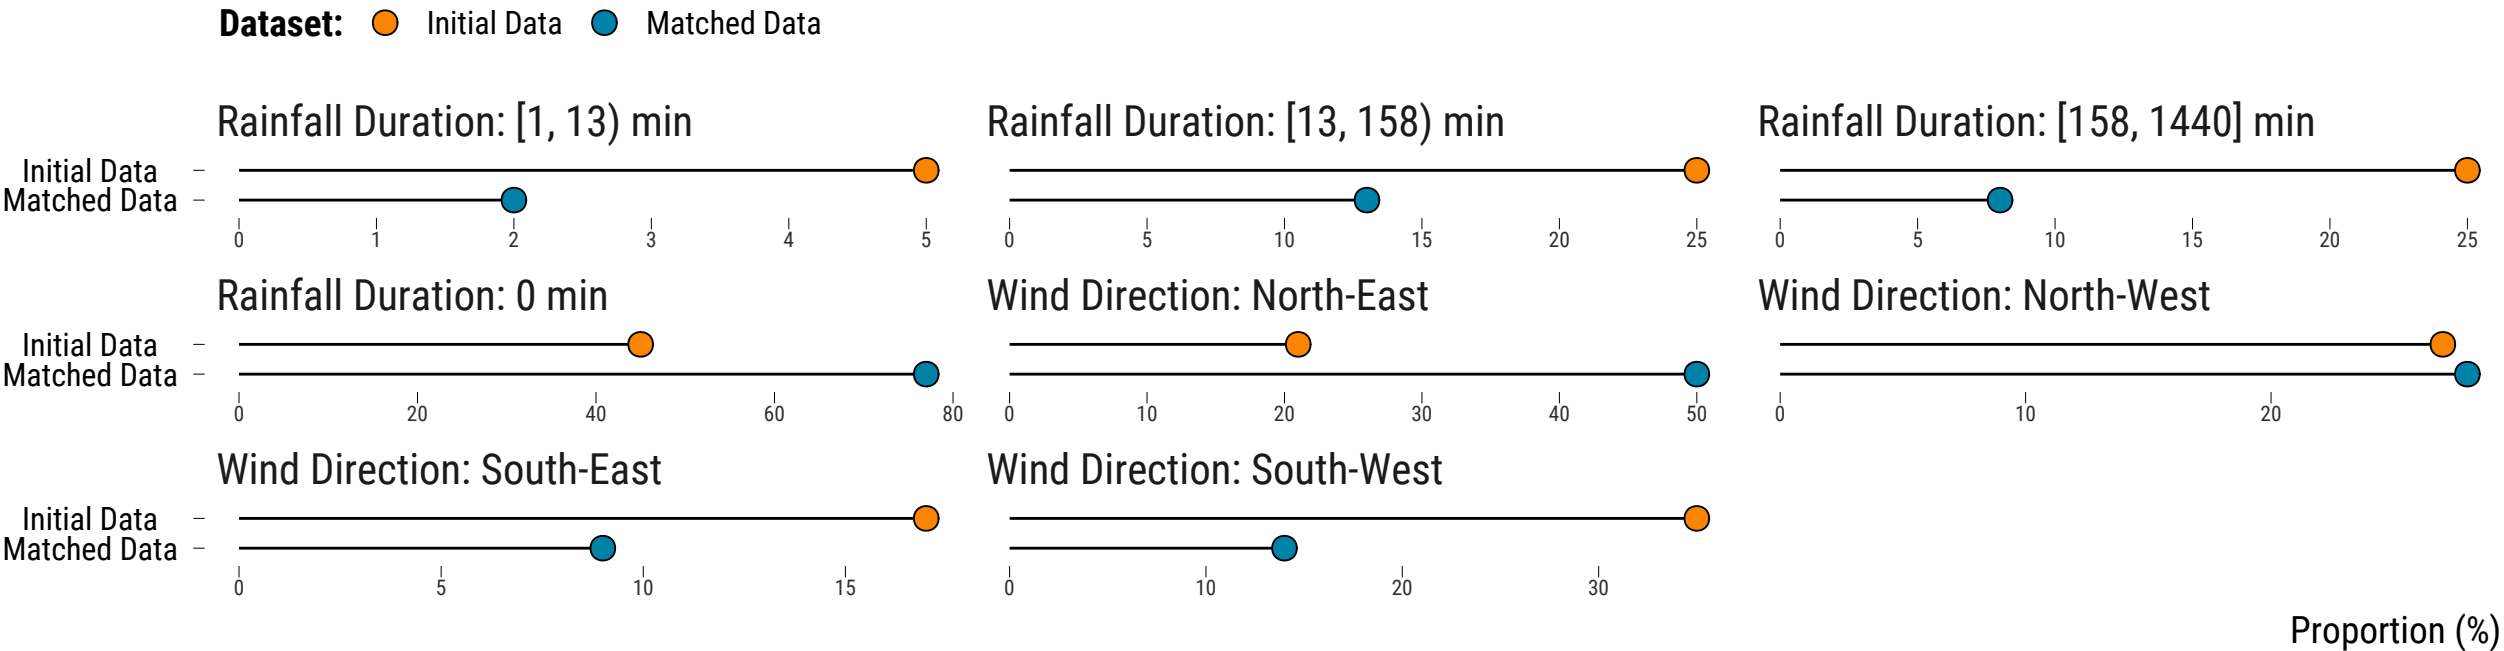 Dataset: Initial Data Matched Data
Rainfall Duration: [1, 13) min Rainfall Duration: [13, 158) min Rainfall Duration: [158, 1440] min
Initial Data
Matched Data
0 1 2 3 4 5 0 5 10 15 20 25 0 5 10 15 20 25
Rainfall Duration: 0 min Wind Direction: North-East Wind Direction: North-West
Initial Data
Matched Data
0 20 40 60 80 0 10 20 30 40 50 0 10 20
Wind Direction: South-East Wind Direction: South-West
Initial Data
Matched Data
0 5 10 15 0 10 20 30
Proportion (%)